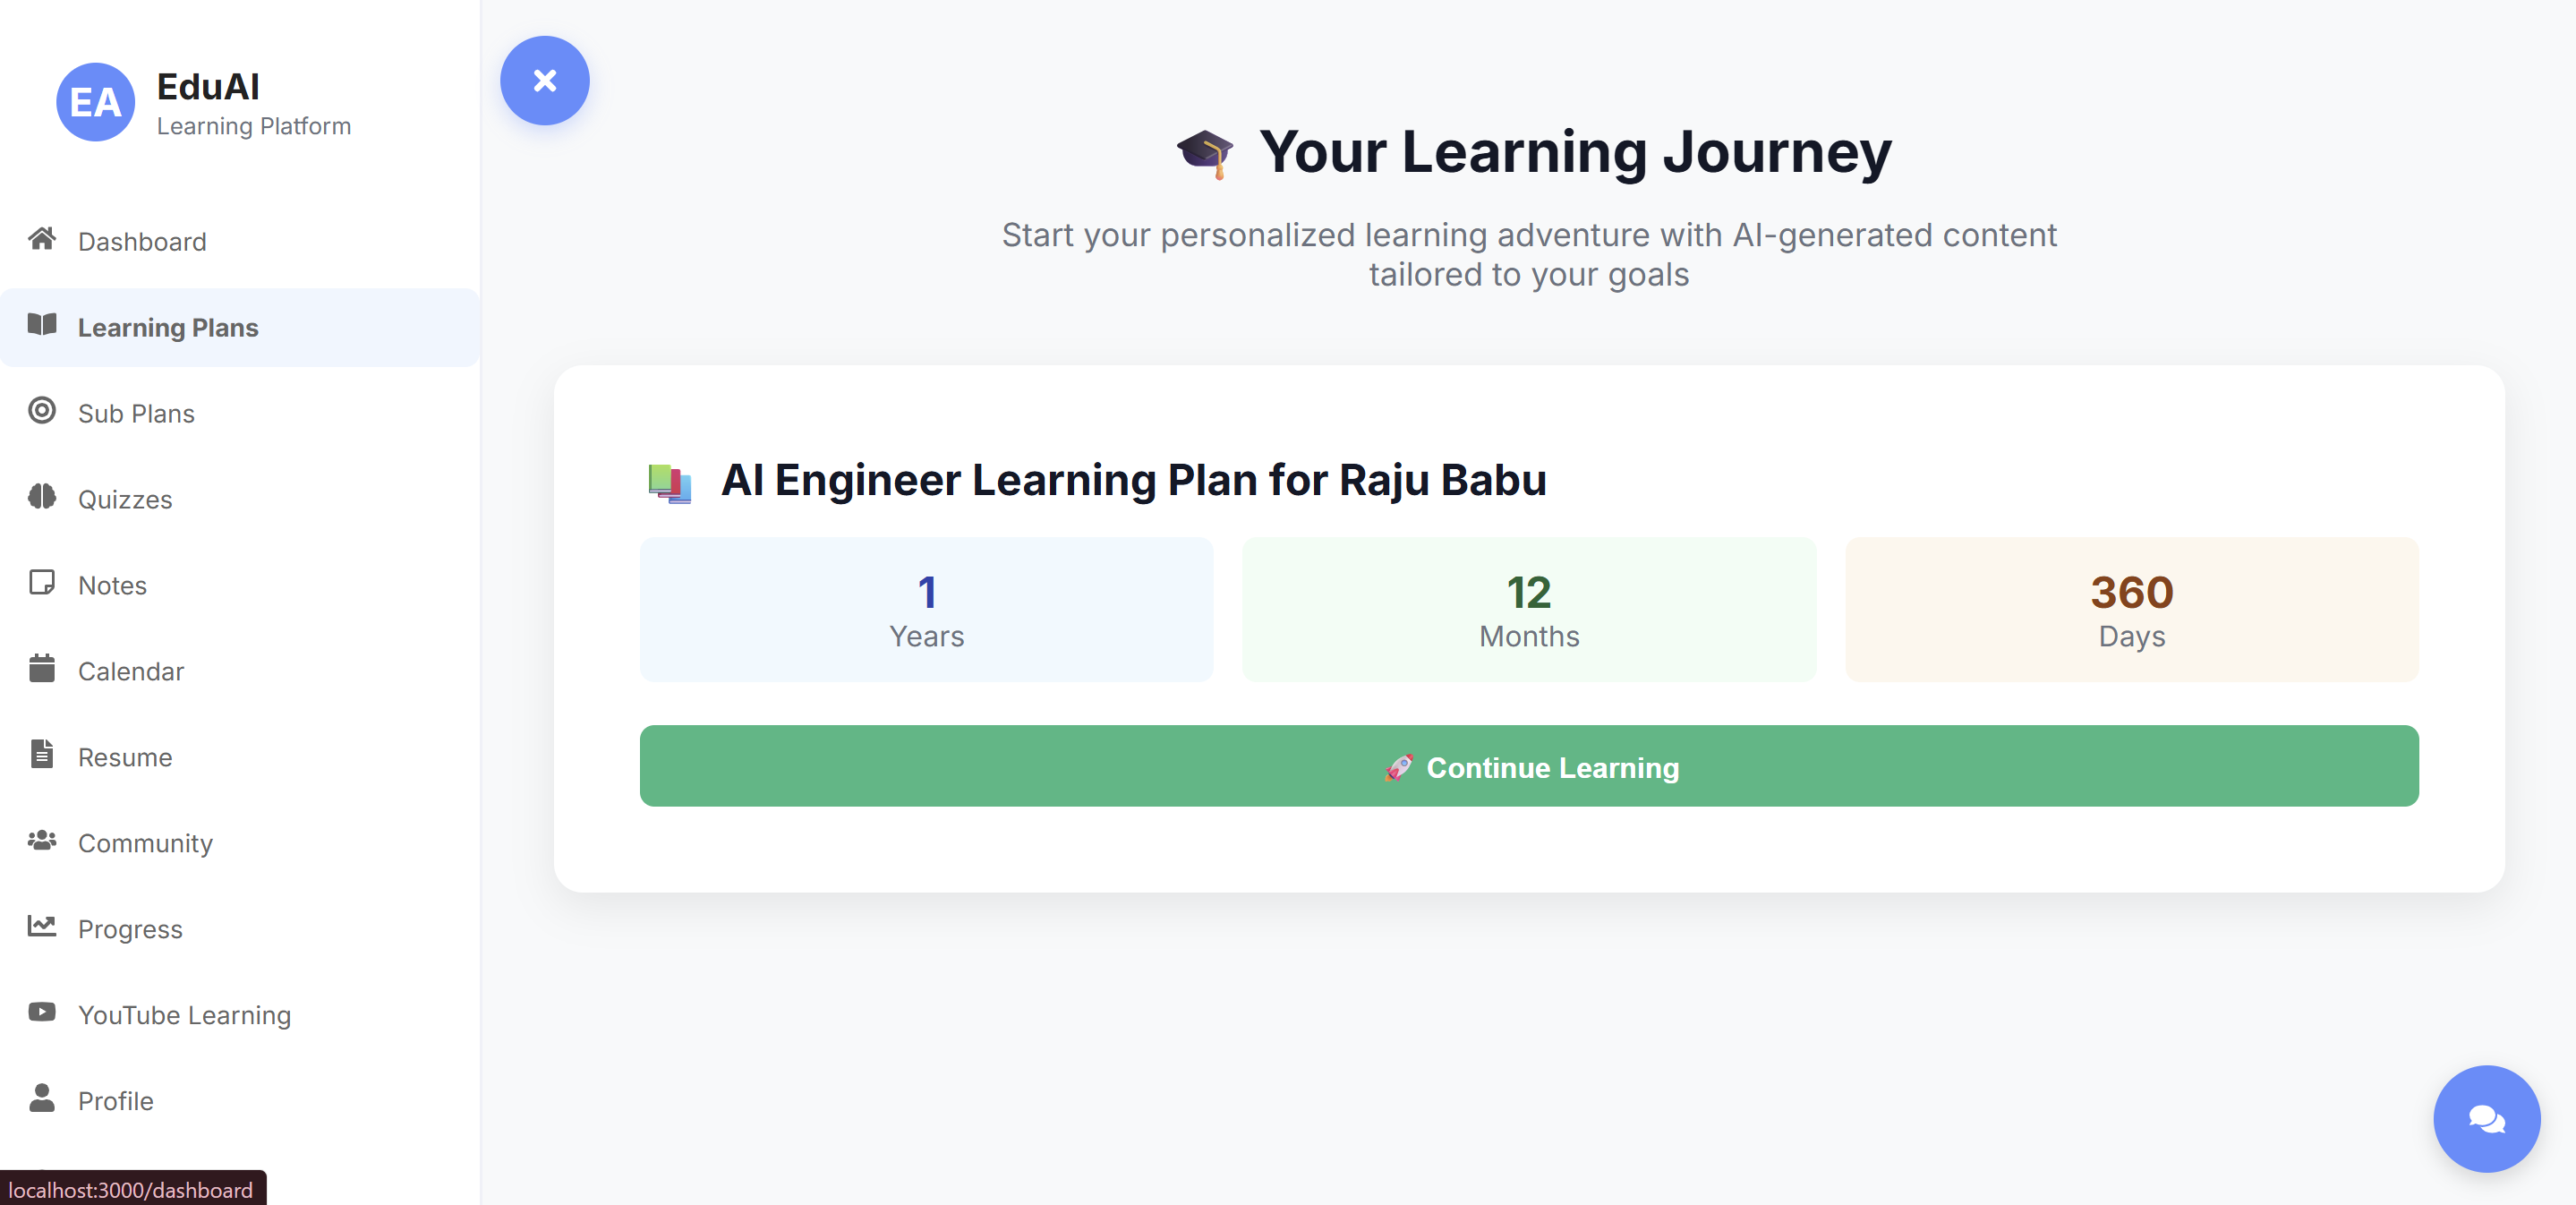 EA
EduAI
Learning Platform
Dashboard
Learning Plans
Sub Plans
Quizzes
Notes
Calendar
Resume
Community
Progress
YouTube Learning
Profile
localhost:3000/dashboard
Your Learning Journey
Start your personalized learning adventure with AI-generated content
tailored to your goals
AI Engineer Learning Plan for Raju Babu
1
Years
12
Months
360
Days
Continue Learning